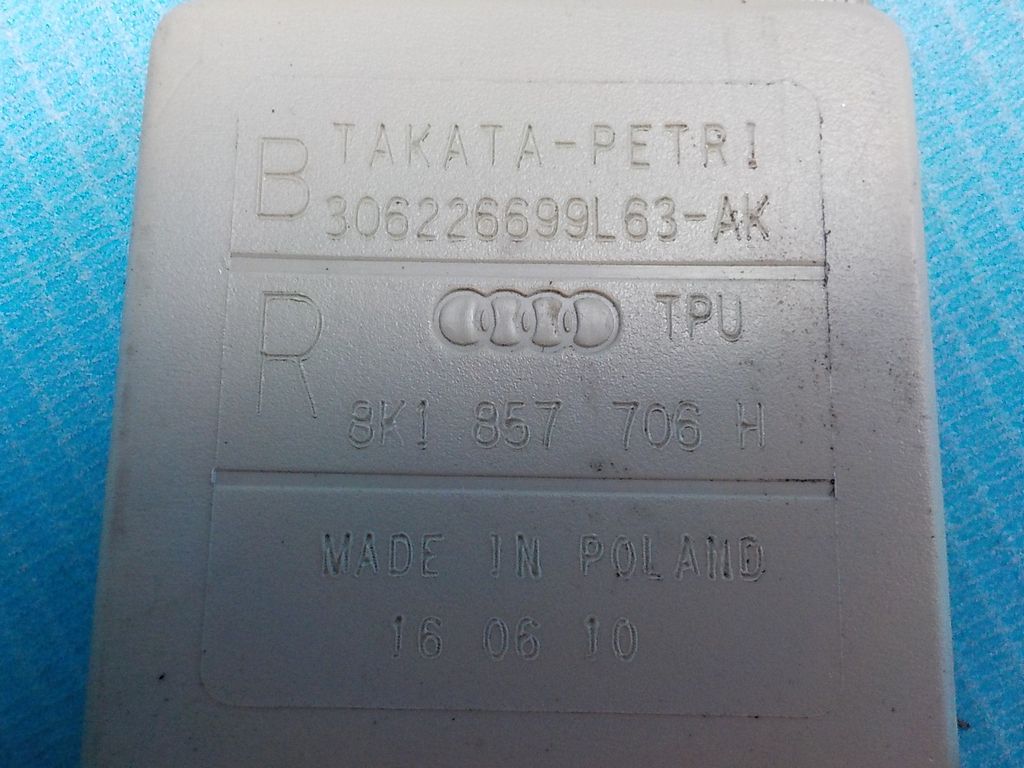 B TAKATA-PETRI
306226699L63-AK
R TPU
8K1 857 706 H
MADE IN POLAND
16 06 10